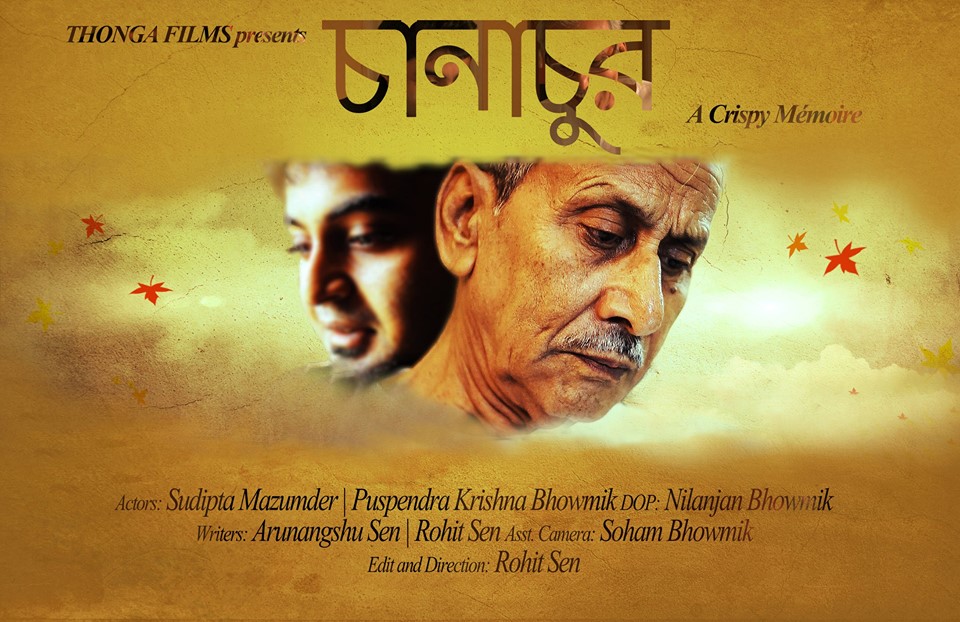 THONGA FILMS presents
চানাচুর
A Crispy Mémoire
Actors: Sudipta Mazumder | Puspendra Krishna Bhowmik DOP: Nilanjan Bhowmik
Writers: Arunangshu Sen | Rohit Sen Asst. Camera: Soham Bhowmik
Edit and Direction: Rohit Sen